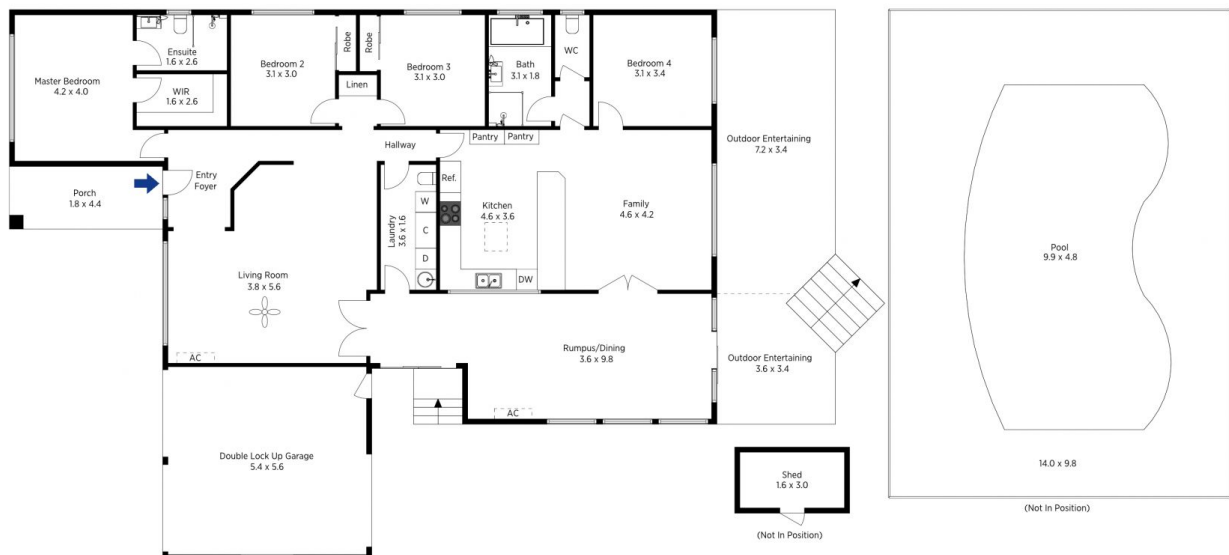 Master Bedroom
4.2 x 4.0
Ensuite
1.6 x 2.6
WIR
1.6 x 2.6
Bedroom 2
3.1 x 3.0
Robe
Robe
Linen
Bedroom 3
3.1 x 3.0
Bath
3.1 x 1.8
WC
Bedroom 4
3.1 x 3.4
Porch
1.8 x 4.4
Entry
Foyer
Hallway
Pantry
Pantry
Ref.
W
C
D
Laundry
3.6 x 1.6
Kitchen
4.6 x 3.6
DW
Family
4.6 x 4.2
Living Room
3.8 x 5.6
AC
Rumpus/Dining
3.6 x 9.8
AC
Outdoor Entertaining
7.2 x 3.4
Outdoor Entertaining
3.6 x 3.4
Double Lock Up Garage
5.4 x 5.6
Shed
1.6 x 3.0
(Not In Position)
Pool
9.9 x 4.8
14.0 x 9.8
(Not In Position)